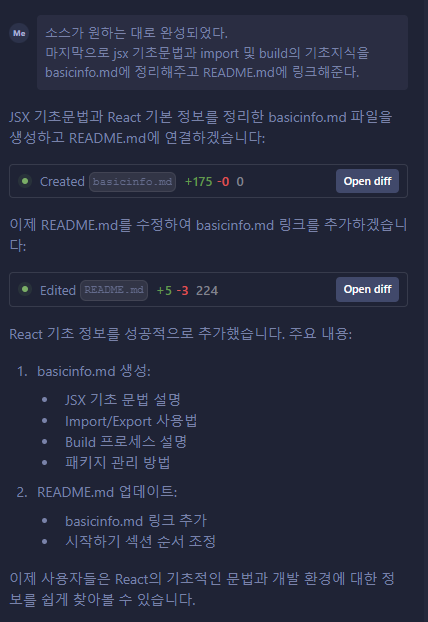 Me
소스가 원하는 대로 완성되었다.
마지막으로 jsx 기초문법과 import 및 build의 기초지식을
basicinfo.md에 정리해주고 README.md에 링크해준다.
JSX 기초문법과 React 기본 정보를 정리한 basicinfo.md 파일을
생성하고 README.md에 연결하겠습니다:
Created basicinfo.md +175 -0 0 Open diff
이제 README.md를 수정하여 basicinfo.md 링크를 추가하겠습니
다:
Edited README.md +5 -3 224 Open diff
React 기초 정보를 성공적으로 추가했습니다. 주요 내용:
1. basicinfo.md 생성:
• JSX 기초 문법 설명
• Import/Export 사용법
• Build 프로세스 설명
• 패키지 관리 방법
2. README.md 업데이트:
• basicinfo.md 링크 추가
• 시작하기 섹션 순서 조정
이제 사용자들은 React의 기초적인 문법과 개발 환경에 대한 정
보를 쉽게 찾아볼 수 있습니다.